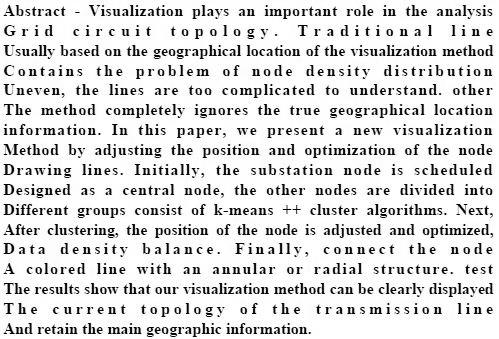 Abstract - Visualization plays an important role in the analysis
Grid circuit topology. Traditional line
Usually based on the geographical location of the visualization method
Contains the problem of node density distribution
Uneven, the lines are too complicated to understand. other
The method completely ignores the true geographical location
information. In this paper, we present a new visualization
Method by adjusting the position and optimization of the node
Drawing lines. Initially, the substation node is scheduled
Designed as a central node, the other nodes are divided into
Different groups consist of k-means ++ cluster algorithms. Next,
After clustering, the position of the node is adjusted and optimized,
Data density balance. Finally, connect the node
A colored line with an annular or radial structure. test
The results show that our visualization method can be clearly displayed
The current topology of the transmission line
And retain the main geographic information.